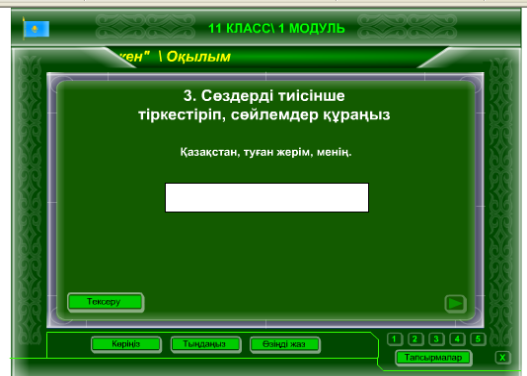 11 КЛАСС\ 1 МОДУЛЬ
кен" \ Оқылым
3. Сөздерді тиісінше
тіркестіріп, сөйлемдер құраңыз
Қазақстан, туған жерім, менің.
Тексеру
Көріңіз
Тыңдаңыз
Өзіңді жаз
1 2 3 4 5
Тапсырмалар
X